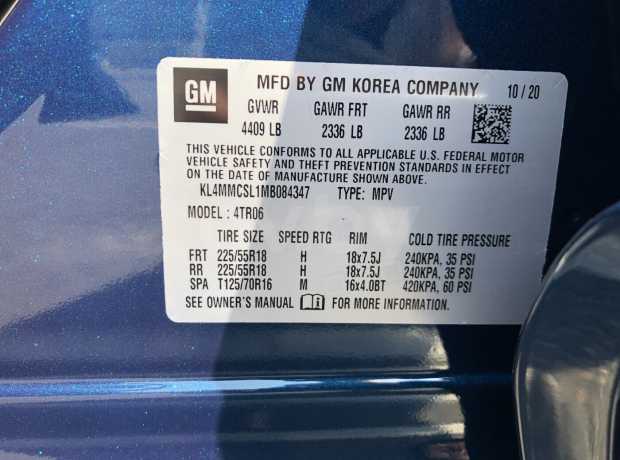 GM MFD BY GM KOREA COMPANY 10 / 20
GVWR GAWR FRT GAWR RR
4409 LB 2336 LB 2336 LB
THIS VEHICLE CONFORMS TO ALL APPLICABLE U.S. FEDERAL MOTOR
VEHICLE SAFETY AND THEFT PREVENTION STANDARDS IN EFFECT
ON THE DATE OF MANUFACTURE SHOWN ABOVE.
KL4MMCSL1MB084347 TYPE: MPV
MODEL : 4TR06
TIRE SIZE SPEED RTG RIM COLD TIRE PRESSURE
FRT 225/55R18 H 18x7.5J 240KPA, 35 PSI
RR 225/55R18 H 18x7.5J 240KPA, 35 PSI
SPA T125/70R16 M 16x4.0BT 420KPA, 60 PSI
SEE OWNER'S MANUAL FOR MORE INFORMATION.